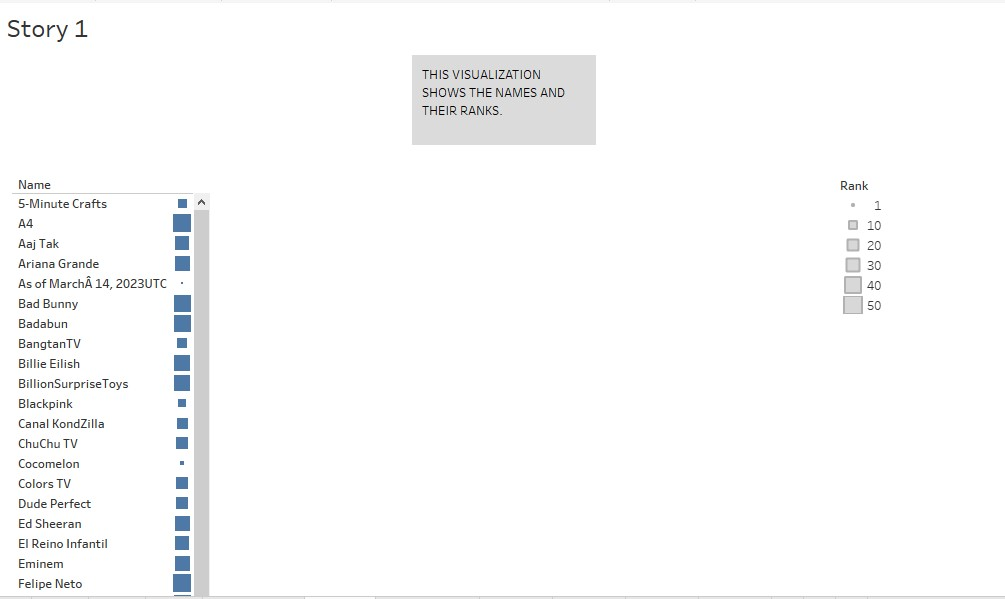 Story 1
THIS VISUALIZATION
SHOWS THE NAMES AND
THEIR RANKS.
Name
5-Minute Crafts
A4
Aaj Tak
Ariana Grande
As of MarchÂ 14, 2023UTC
Bad Bunny
Badabun
BangtanTV
Billie Eilish
BillionSurpriseToys
Blackpink
Canal KondZilla
ChuChu TV
Cocomelon
Colors TV
Dude Perfect
Ed Sheeran
El Reino Infantil
Eminem
Felipe Neto
Rank
1
10
20
30
40
50